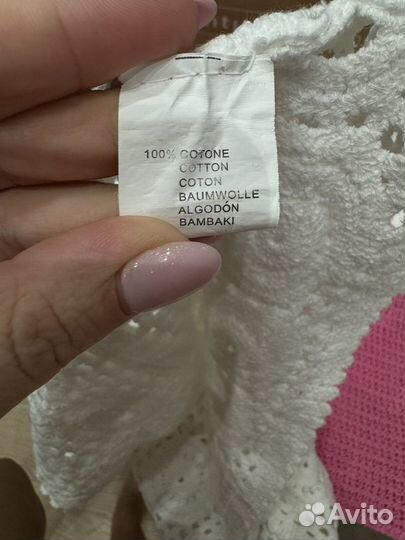 100% COTONE
COTTON
COTON
BAUMWOLLE
ALGODÓN
BAMBAKI
Avito